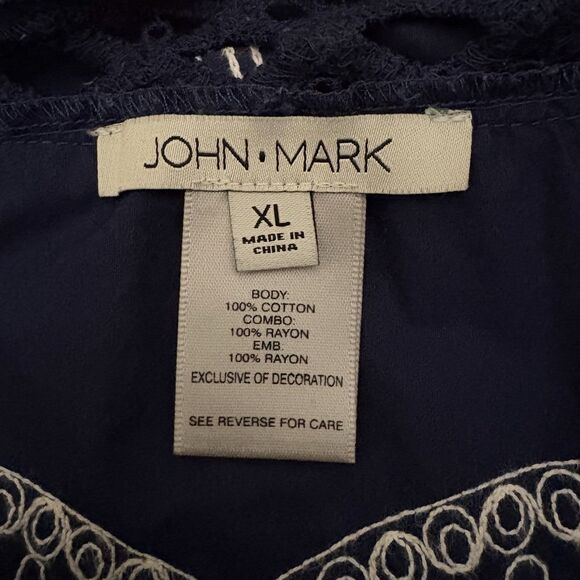 JOHN•MARK
XL
MADE IN
CHINA
BODY:
100% COTTON
COMBO:
100% RAYON
EMB:
100% RAYON
EXCLUSIVE OF DECORATION
SEE REVERSE FOR CARE